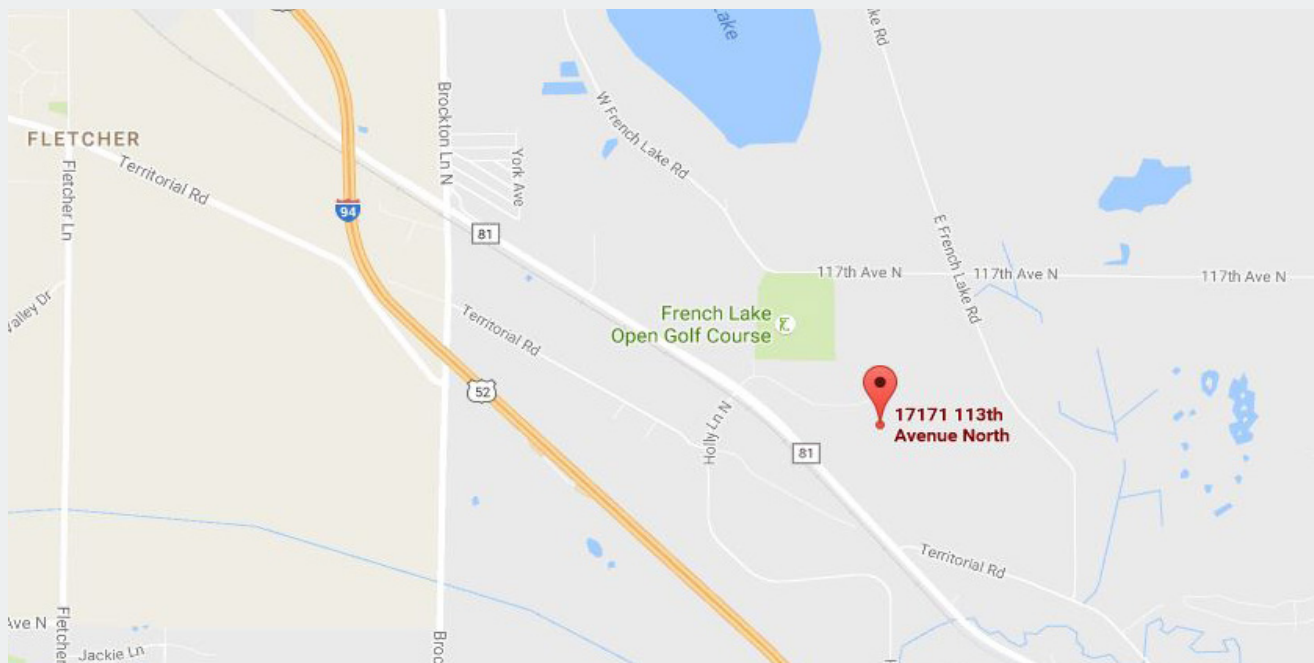 Lake
ake Rd
Brockton Ln N
W French Lake Rd
FLETCHER
Territorial Rd
York Ave
Fletcher Ln
94
81
E French Lake Rd
117th Ave N
117th Ave N
117th Ave N
Valley Dr
Territorial Rd
French Lake
Open Golf Course
52
Holly Ln N
17171 113th
Avenue North
81
Territorial Rd
Ave N
Fletcher
Jackie Ln
Broc
H